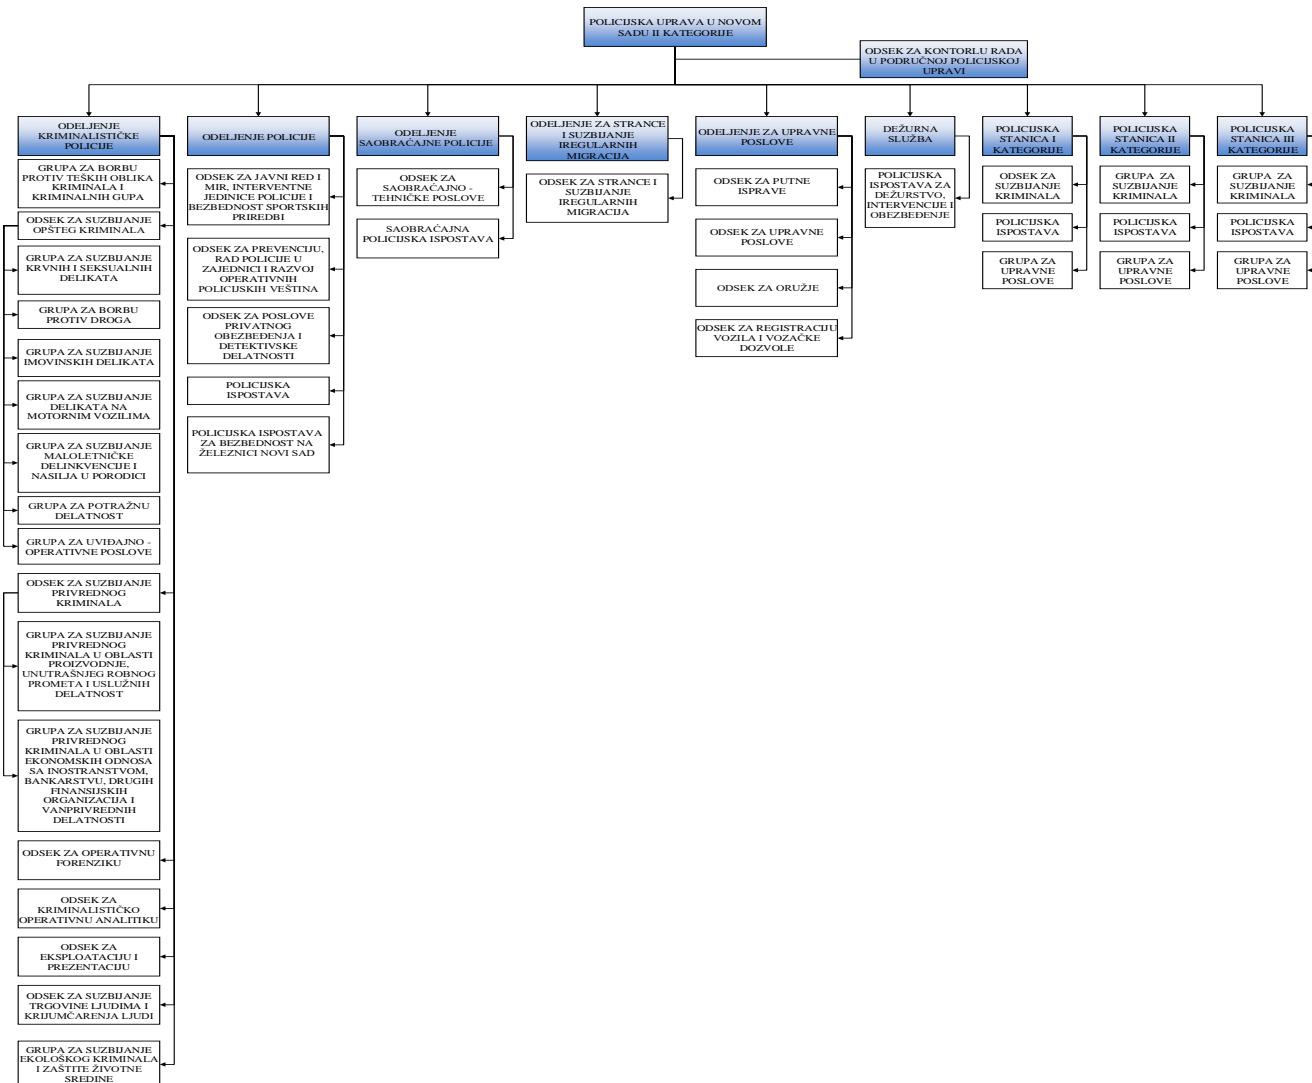 POLICIJSKA UPRAVA U NOVOM
SADU II KATEGORIJE
ODSEK ZA KONTORLU RADA
U PODRUČNOJ POLICIJSKOJ
UPRAVI
ODELJENJE
KRIMINALISTIČKE
POLICIJE
GRUPA ZA BORBU
PROTIV TEŠKIH OBLIKA
KRIMINALA I
KRIMINALNIH GUPA
ODSEK ZA SUZBIJANJE
OPŠTEG KRIMINALA
GRUPA ZA SUZBIJANJE
KRVNIH I SEKSUALNIH
DELIKATA
GRUPA ZA BORBU
PROTIV DROGA
GRUPA ZA SUZBIJANJE
IMOVINSKIH DELIKATA
GRUPA ZA SUZBIJANJE
DELIKATA NA
MOTORNIM VOZILIMA
GRUPA ZA SUZBIJANJE
MALOLETNIČKE
DELINKVENCIJE I
NASILJA U PORODICI
GRUPA ZA POTRAŽNU
DELATNOST
GRUPA ZA UVIĐAJNO -
OPERATIVNE POSLOVE
ODSEK ZA SUZBIJANJE
PRIVREDNOG
KRIMINALA
GRUPA ZA SUZBIJANJE
PRIVREDNOG
KRIMINALA U OBLASTI
PROIZVODNJE,
UNUTRAŠNJEG ROBNOG
PROMETA I USLUŽNIH
DELATNOST
GRUPA ZA SUZBIJANJE
PRIVREDNOG
KRIMINALA U OBLASTI
EKONOMSKIH ODNOSA
SA INOSTRANSTVOM,
BANKARSTVU, DRUGIH
FINANSIJSKIH
ORGANIZACIJA I
VANPRIVREDNIH
DELATNOSTI
ODSEK ZA OPERATIVNU
FORENZIKU
ODSEK ZA
KRIMINALISTIČKO
OPERATIVNU ANALITIKU
ODSEK ZA
EKSPLOATACIJU I
PREZENTACIJU
ODSEK ZA SUZBIJANJE
TRGOVINE LJUDIMA I
KRIJUMČARENJA LJUDI
GRUPA ZA SUZBIJANJE
EKOLOŠKOG KRIMINALA
I ZAŠTITE ŽIVOTNE
SREDINE
ODELJENJE POLICIJE
ODSEK ZA JAVNI RED I
MIR, INTERVENTNE
JEDINICE POLICIJE I
BEZBEDNOST SPORTSKIH
PRIREDBI
ODSEK ZA PREVENCIJU,
RAD POLICIJE U
ZAJEDNICI I RAZVOJ
OPERATIVNIH
POLICIJSKIH VEŠTINA
ODSEK ZA POSLOVE
PRIVATNOG
OBEZBEĐENJA I
DETEKTIVSKE
DELATNOSTI
POLICIJSKA
ISPOSTAVA
POLICIJSKA ISPOSTAVA
ZA BEZBEDNOST NA
ŽELEZNICI NOVI SAD
ODELJENJE
SAOBRAĆAJNE POLICIJE
ODSEK ZA
SAOBRAĆAJNO -
TEHNIČKE POSLOVE
SAOBRAĆAJNA
POLICIJSKA ISPOSTAVA
ODELJENJE ZA STRANCE
I SUZBIJANJE
IREGULARNIH
MIGRACIJA
ODSEK ZA STRANCE I
SUZBIJANJE
IREGULARNIH
MIGRACIJA
ODELJENJE ZA UPRAVNE
POSLOVE
ODSEK ZA PUTNE
ISPRAVE
ODSEK ZA UPRAVNE
POSLOVE
ODSEK ZA ORUŽJE
ODSEK ZA REGISTRACIJU
VOZILA I VOZAČKE
DOZVOLE
DEŽURNA
SLUŽBA
POLICIJSKA
ISPOSTAVA ZA
DEŽURSTVO,
INTERVENCIJE I
OBEZBEĐENJE
POLICIJSKA
STANICA I
KATEGORIJE
ODSEK ZA
SUZBIJANJE
KRIMINALA
POLICIJSKA
ISPOSTAVA
GRUPA ZA
UPRAVNE
POSLOVE
POLICIJSKA
STANICA II
KATEGORIJE
GRUPA ZA
SUZBIJANJE
KRIMINALA
POLICIJSKA
ISPOSTAVA
GRUPA ZA
UPRAVNE
POSLOVE
POLICIJSKA
STANICA III
KATEGORIJE
GRUPA ZA
SUZBIJANJE
KRIMINALA
POLICIJSKA
ISPOSTAVA
GRUPA ZA
UPRAVNE
POSLOVE